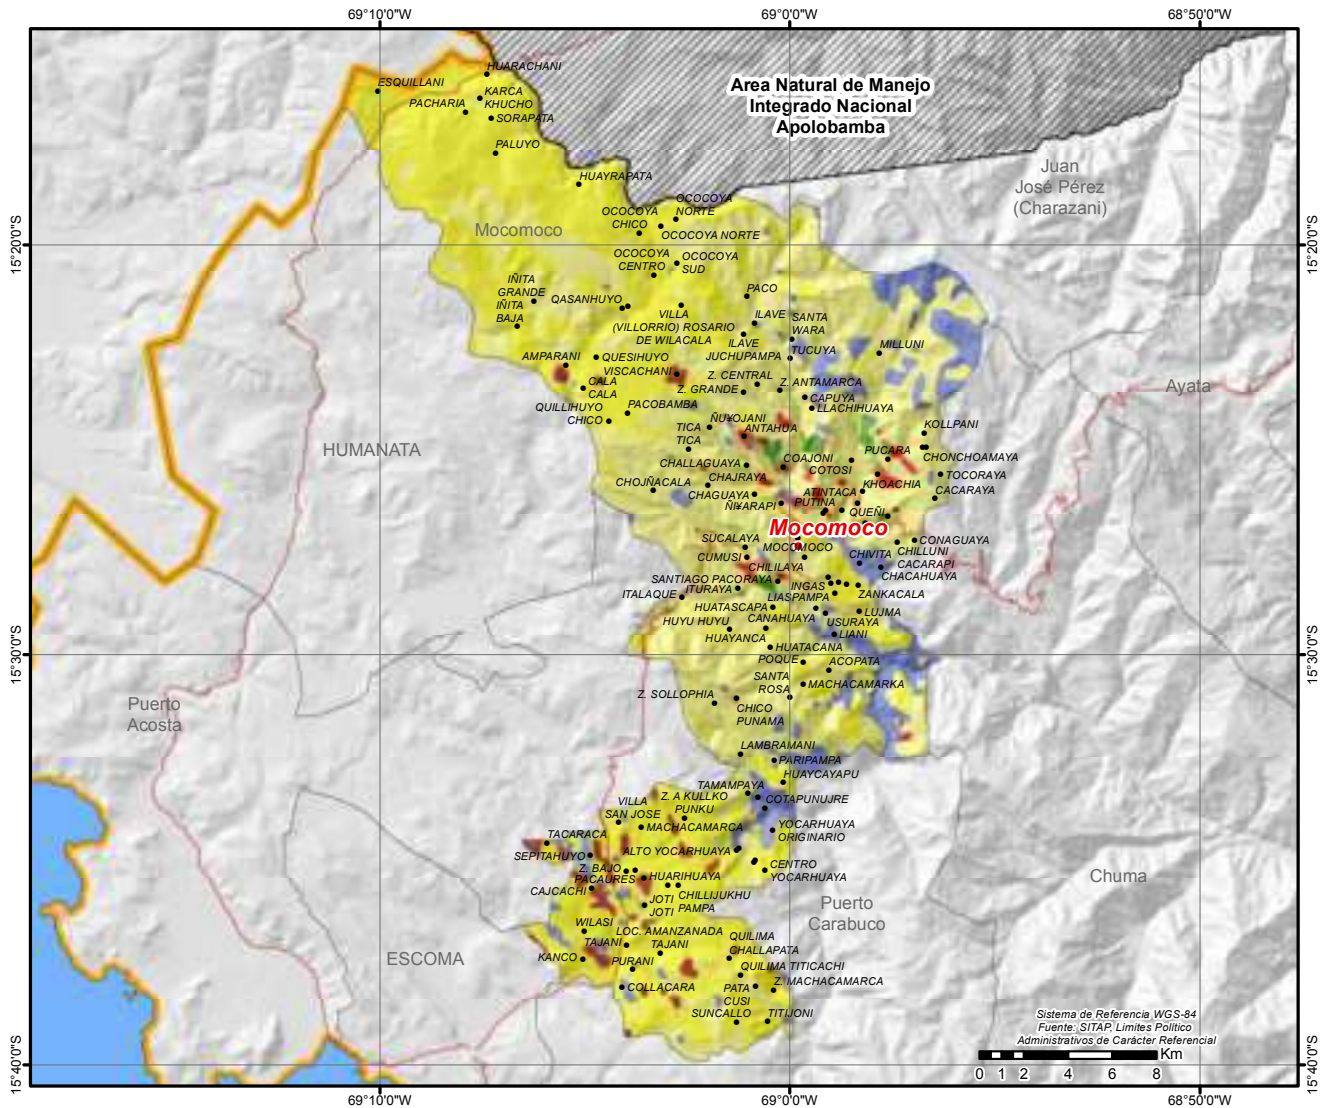 69°10'0"W
69°0'0"W
68°50'0"W
HUARACHANI
ESQUILLANI
KARCA
KHUCHO
PACHARIA
SORAPATA
PALUYO
HUAYRAPATA
Area Natural de Manejo
Integrado Nacional
Apolobamba
Juan
José Pérez
(Charazani)
OCOCOYA
NORTE
OCOCOYA
CHICO
OCOCOYA NORTE
Mocomoco
15°20'0"S
15°20'0"S
OCOCOYA
CENTRO
OCOCOYA
SUD
IÑITA
GRANDE
IÑITA
BAJA
QASANHUYO
PACO
VILLA
(VILLORRIO) ROSARIO
DE WILACALA
ILAVE
ILAVE
SANTA
WARA
JUCHUPAMPA
TUCUYA
MILLUNI
AMPARANI
QUESIHUYO
VISCACHANI
CALA
CALA
Z. CENTRAL
Z. GRANDE
Z. ANTAMARCA
CAPUYA
LLACHIHUAYA
Ayata
QUILLIHUYO
CHICO
PACOBAMBA
ÑU¥OJANI
ANTAHUA
TICA
TICA
KOLLPANI
HUMANATA
CHALLAGUAYA
COAJONI
COTOSI
PUCARA
CHONCHOAMAYA
CHOJÑACALA
CHAJRAYA
CHAGUAYA
TOCORAYA
KHOACHIA
ATINTACA
CACARAYA
ÑI¥ARAPI
PUTINA
QUEÑI
Mocomoco
SUCALAYA
CUMUSI
MOCOMOCO
CONAGUAYA
CHILLUNI
CHIVITA
CACARAPI
CHACAHUAYA
CHILILAYA
SANTIAGO PACORAYA
ITURAYA
ITALAQUE
INGAS
LIASPAMPA
ZANKACALA
HUATASCAPA
CANAHUAYA
LUJMA
USURAYA
HUYU HUYU
HUAYANCA
LIANI
15°30'0"S
15°30'0"S
HUATACANA
POQUE
ACOPATA
SANTA
ROSA
MACHACAMARKA
Z. SOLLOPHIA
CHICO
PUNAMA
Puerto
Acosta
LAMBRAMANI
PARIPAMPA
HUAYCAYAPU
TAMAMPAYA
COTAPUNUJRE
Z. A KULLKO
PUNKU
VILLA
SAN JOSE
MACHACAMARCA
YOCARHUAYA
ORIGINARIO
TACARACA
SEPITAHUYO
ALTO YOCARHUAYA
CENTRO
YOCARHUAYA
Z. BAJO
PACAURES
HUARIHUAYA
CAJCACHI
CHILLIJUKHU
PAMPA
JOTI
JOTI
Chuma
Puerto
Carabuco
WILASI
LOC. AMANZANADA
TAJANI
TAJANI
QUILIMA
CHALLAPATA
ESCOMA
KANCO
PURANI
QUILIMA TITICACHI
COLLACARA
PATA
CUSI
Z. MACHACAMARCA
SUNCALLO
TITIJONI
Sistema de Referencia WGS-84
Fuente: SITAP, Limites Político
Administrativos de Carácter Referencial
Km
0 1 2 4 6 8
15°40'0"S
15°40'0"S
69°10'0"W
69°0'0"W
68°50'0"W